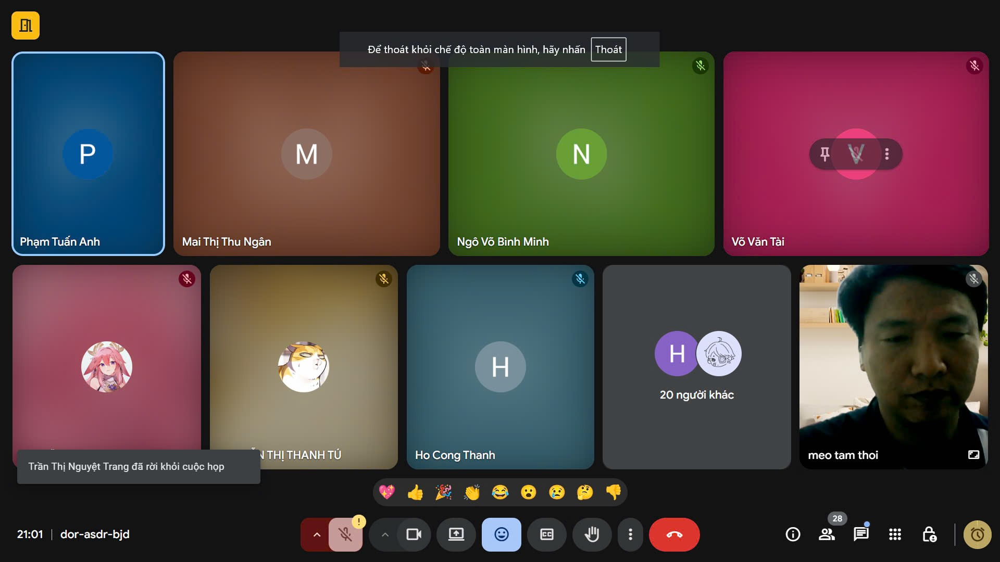 Để thoát khỏi chế độ toàn màn hình, hãy nhấn Thoát
P
M
N
V
Phạm Tuấn Anh
Mai Thị Thu Ngân
Ngô Võ Bình Minh
Võ Văn Tài
H
H
20 người khác
THỊ THANH TÚ
Ho Cong Thanh
meo tam thoi
Trần Thị Nguyệt Trang đã rời khỏi cuộc họp
21:01
dor-asdr-bjd
!
CC
28